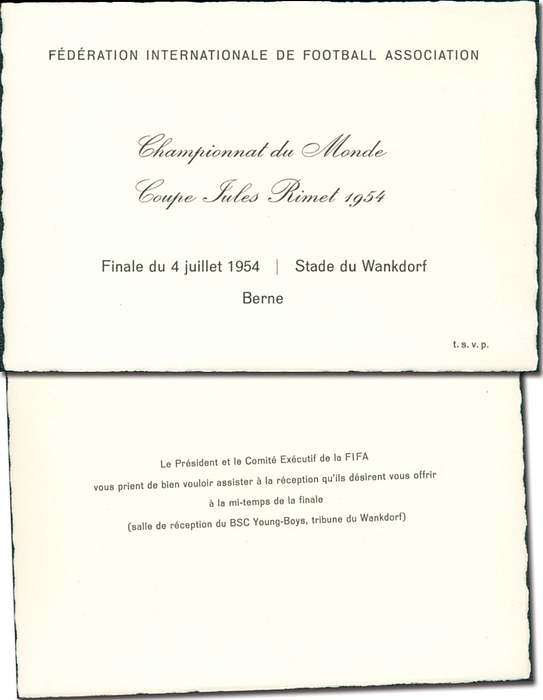 FÉDÉRATION INTERNATIONALE DE FOOTBALL ASSOCIATION
Championnat du Monde
Coupe Jules Rimet 1954
Finale du 4 juillet 1954 | Stade du Wankdorf
Berne
t. s. v. p.
Le Président et le Comité Exécutif de la FIFA
vous prient de bien vouloir assister à la réception qu'ils désirent vous offrir
à la mi-temps de la finale
(salle de réception du BSC Young-Boys, tribune du Wankdorf)